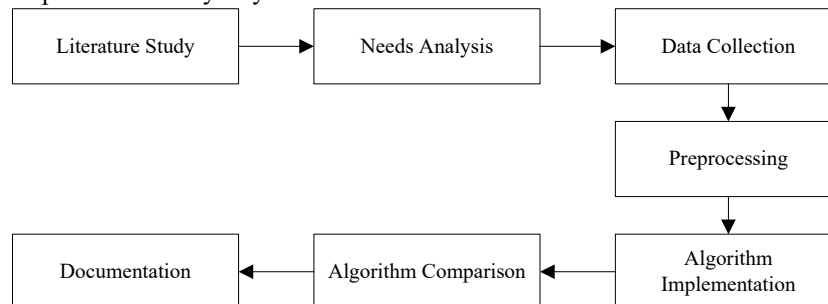 Literature Study
Needs Analysis
Data Collection
Preprocessing
Algorithm
Implementation
Algorithm Comparison
Documentation